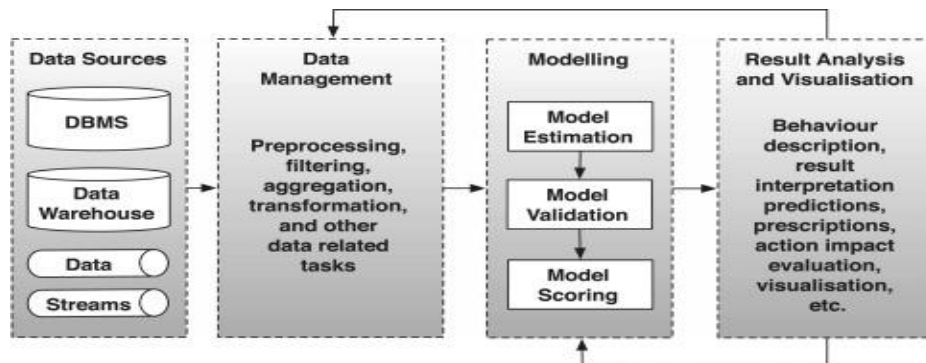 Data Sources
DBMS
Data
Warehouse
Data
Streams
Data
Management
Preprocessing,
filtering,
aggregation,
transformation,
and other
data related
tasks
Modelling
Model
Estimation
Model
Validation
Model
Scoring
Result Analysis
and Visualisation
Behaviour
description,
result
interpretation
predictions,
prescriptions,
action impact
evaluation,
visualisation,
etc.